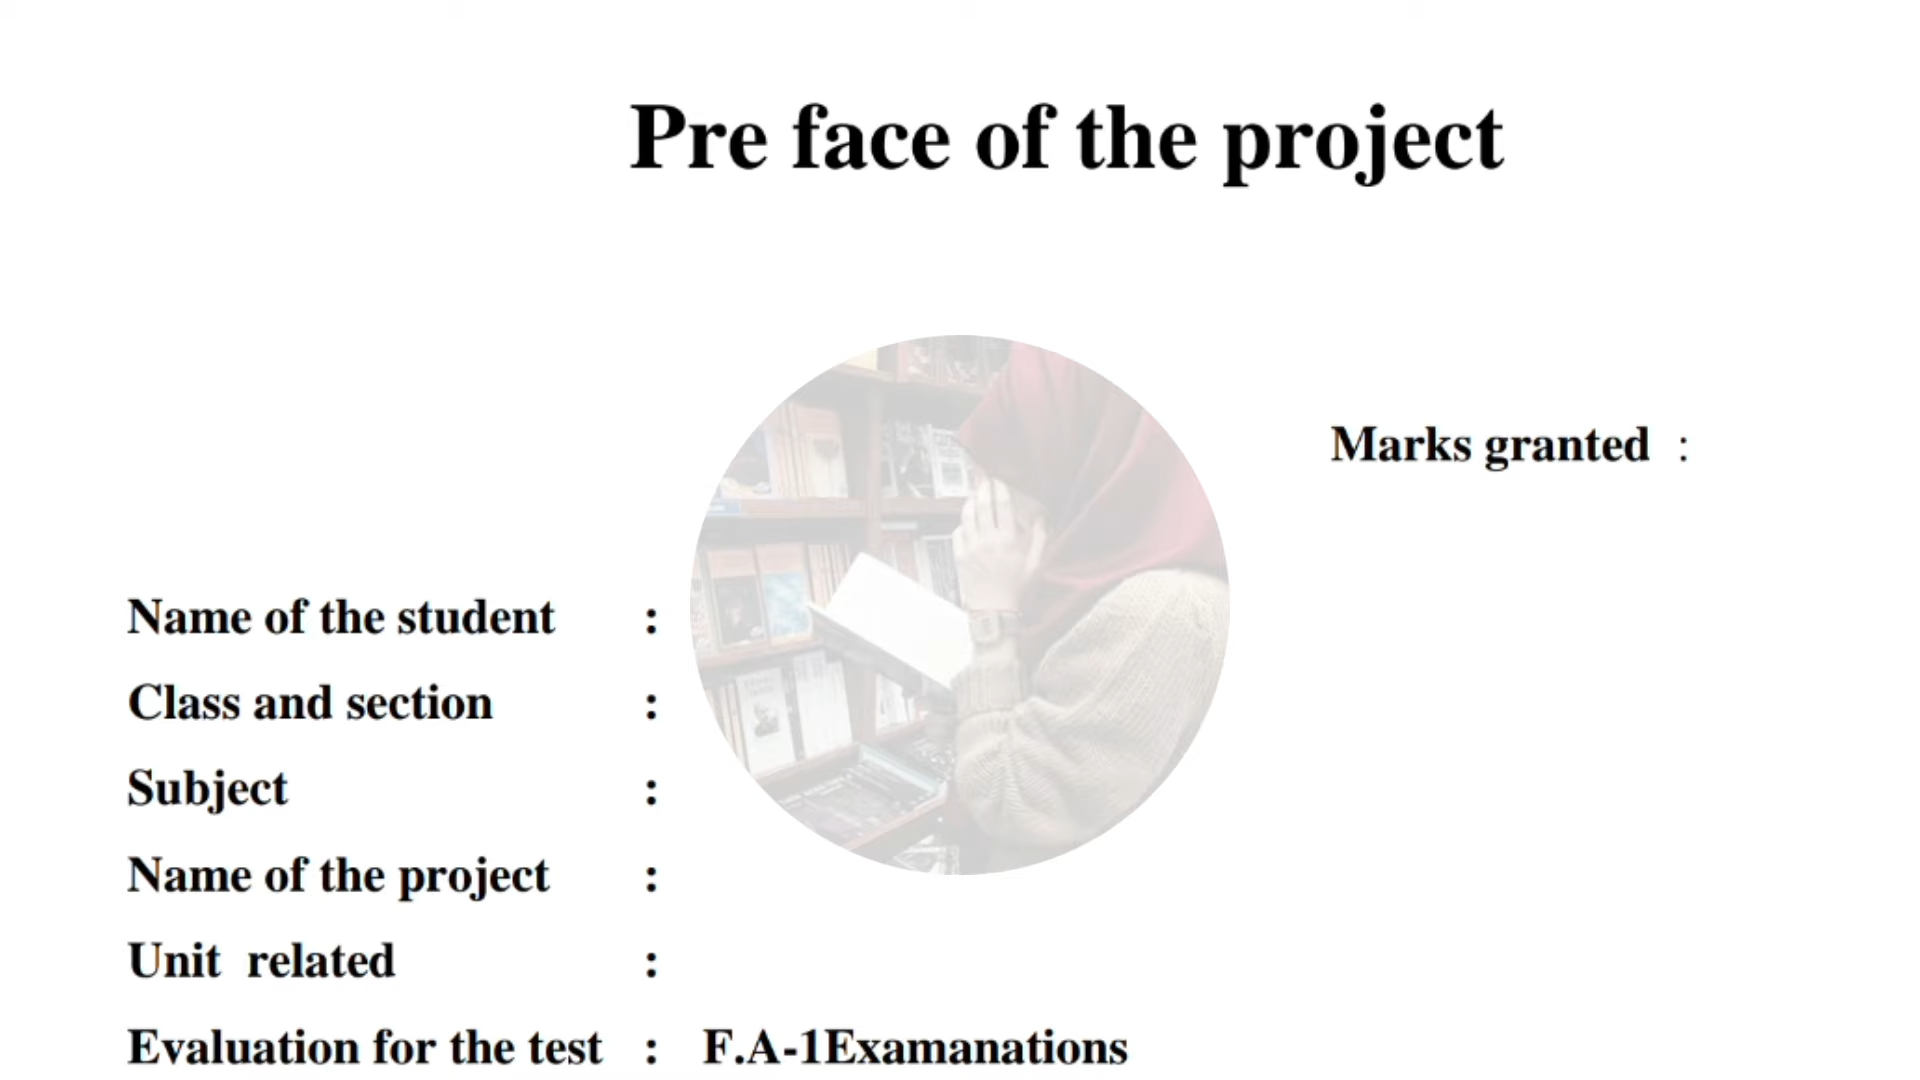 Pre face of the project
Marks granted :
Name of the student :
Class and section :
Subject :
Name of the project :
Unit related :
Evaluation for the test : F.A-1Examanations